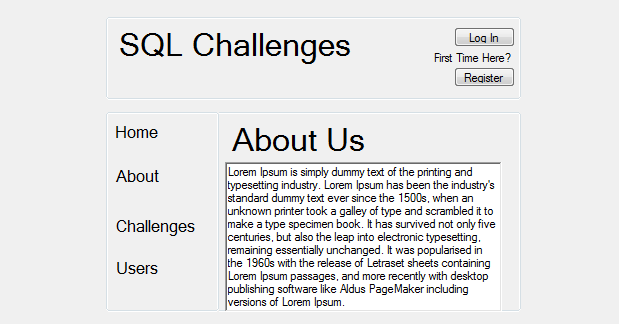 SQL Challenges
Log In
First Time Here?
Register
Home
About
Challenges
Users
About Us
Lorem Ipsum is simply dummy text of the printing and
typesetting industry. Lorem Ipsum has been the industry's
standard dummy text ever since the 1500s, when an
unknown printer took a galley of type and scrambled it to
make a type specimen book. It has survived not only five
centuries, but also the leap into electronic typesetting,
remaining essentially unchanged. It was popularised in
the 1960s with the release of Letraset sheets containing
Lorem Ipsum passages, and more recently with desktop
publishing software like Aldus PageMaker including
versions of Lorem Ipsum.